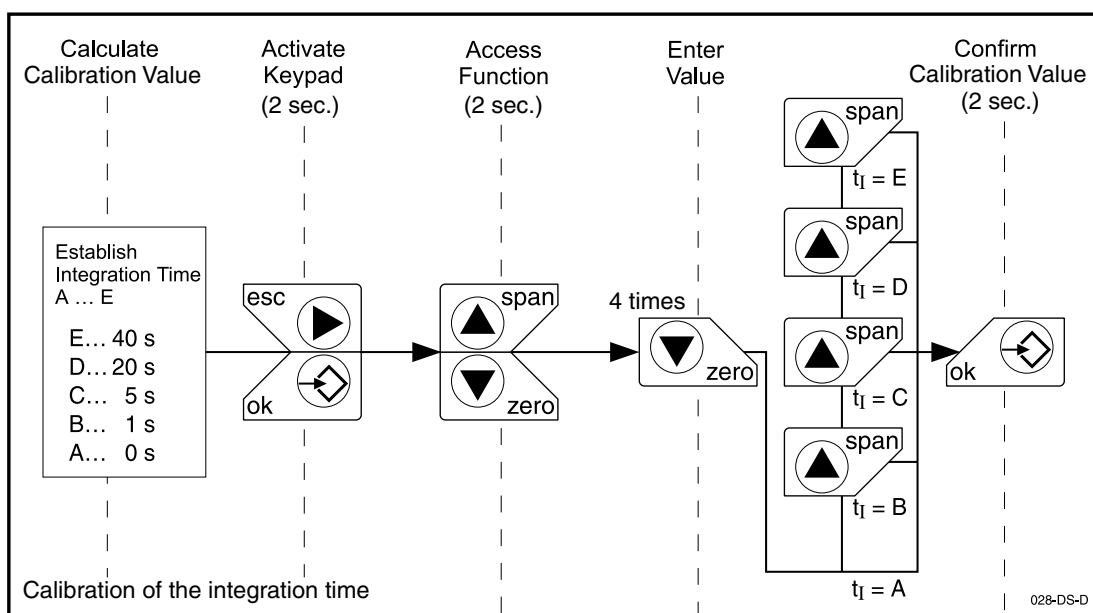 Calculate
Calibration Value
Activate
Keypad
(2 sec.)
Access
Function
(2 sec.)
Enter
Value
Confirm
Calibration Value
(2 sec.)
Establish
Integration Time
A ... E
E... 40 s
D... 20 s
C... 5 s
B... 1 s
A... 0 s
esc
ok
span
zero
4 times
zero
span
tI = E
span
tI = D
span
tI = C
span
tI = B
tI = A
ok
Calibration of the integration time
028-DS-D